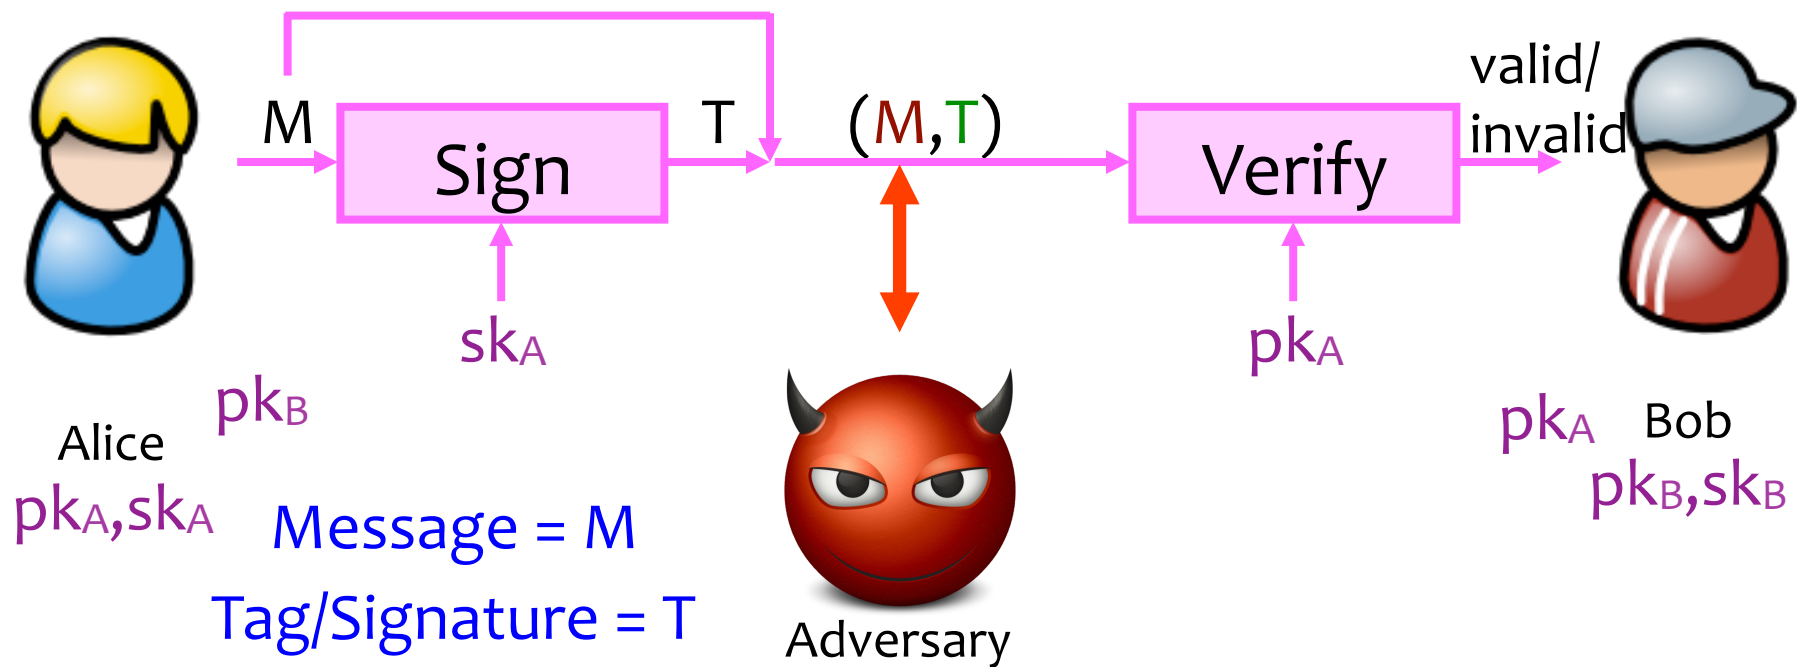 valid/
invalid
M
T
(M,T)
Sign
Verify
skA
pkA
pkB
Alice
pkA,skA
pkA
Bob
pkB,skB
Message = M
Tag/Signature = T
Adversary